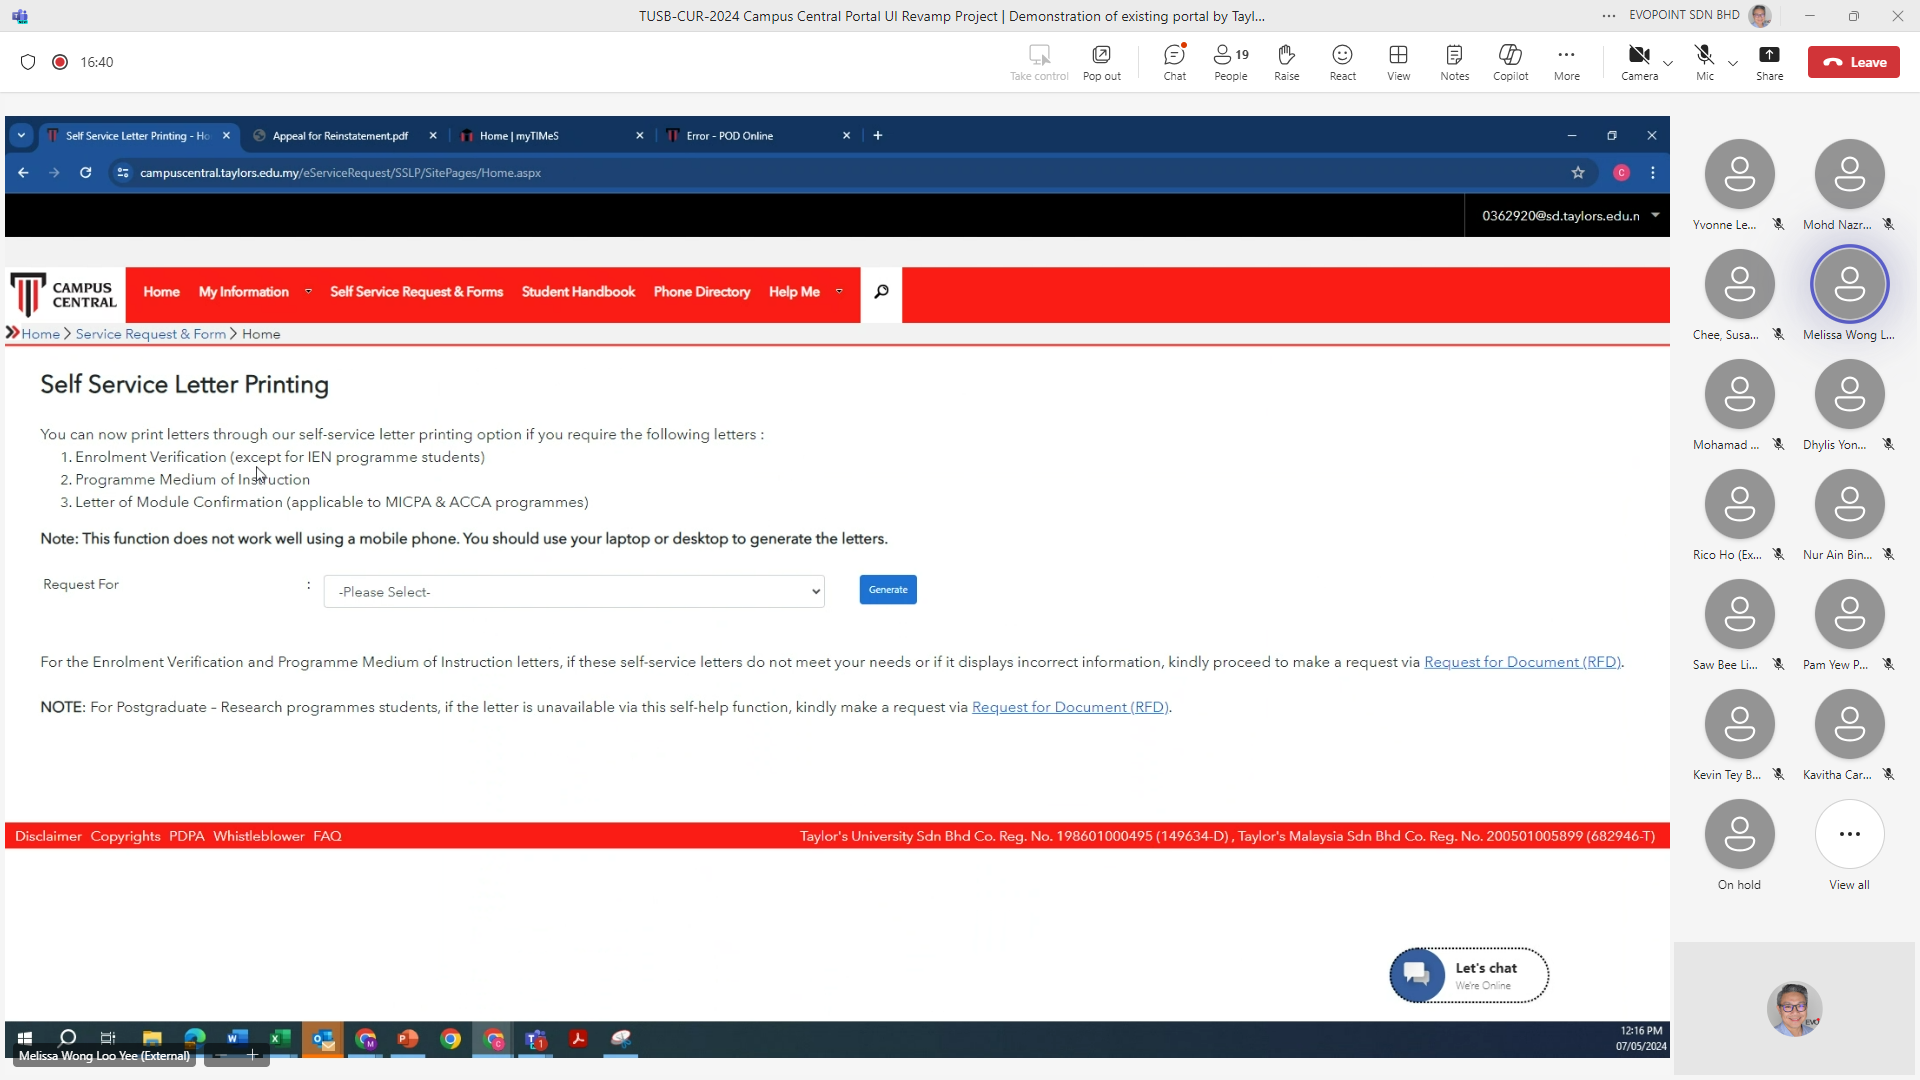 TUSB-CUR-2024 Campus Central Portal UI Revamp Project | Demonstration of existing portal by Tayl...
EVOPOINT SDN BHD
16:40
Take control
Pop out
Chat
19
People
Raise
React
View
Notes
Copilot
More
Camera
Mic
Share
Leave
Self Service Letter Printing - Ho
Appeal for Reinstatement.pdf
Home | myTIMeS
Error - POD Online
campuscentral.taylors.edu.my/eServiceRequest/SSLP/SitePages/Home.aspx
C
0362920@sd.taylors.edu.n
CAMPUS
CENTRAL
Home
My Information
Self Service Request & Forms
Student Handbook
Phone Directory
Help Me
Home > Service Request & Form > Home
Self Service Letter Printing
You can now print letters through our self-service letter printing option if you require the following letters :
1. Enrolment Verification (except for IEN programme students)
2. Programme Medium of Instruction
3. Letter of Module Confirmation (applicable to MICPA & ACCA programmes)
Note: This function does not work well using a mobile phone. You should use your laptop or desktop to generate the letters.
Request For : -Please Select- Generate
For the Enrolment Verification and Programme Medium of Instruction letters, if these self-service letters do not meet your needs or if it displays incorrect information, kindly proceed to make a request via Request for Document (RFD).
NOTE: For Postgraduate - Research programmes students, if the letter is unavailable via this self-help function, kindly make a request via Request for Document (RFD).
Disclaimer Copyrights PDPA Whistleblower FAQ
Taylor's University Sdn Bhd Co. Reg. No. 198601000495 (149634-D) , Taylor's Malaysia Sdn Bhd Co. Reg. No. 200501005899 (682946-T)
Let's chat
We're Online
12:16 PM
07/05/2024
Melissa Wong Loo Yee (External)
Yvonne Le...
Mohd Nazr...
Chee, Susa...
Melissa Wong L...
Mohamad ...
Dhylis Yon...
Rico Ho (Ex...
Nur Ain Bin...
Saw Bee Li...
Pam Yew P...
Kevin Tey B...
Kavitha Car...
On hold
View all